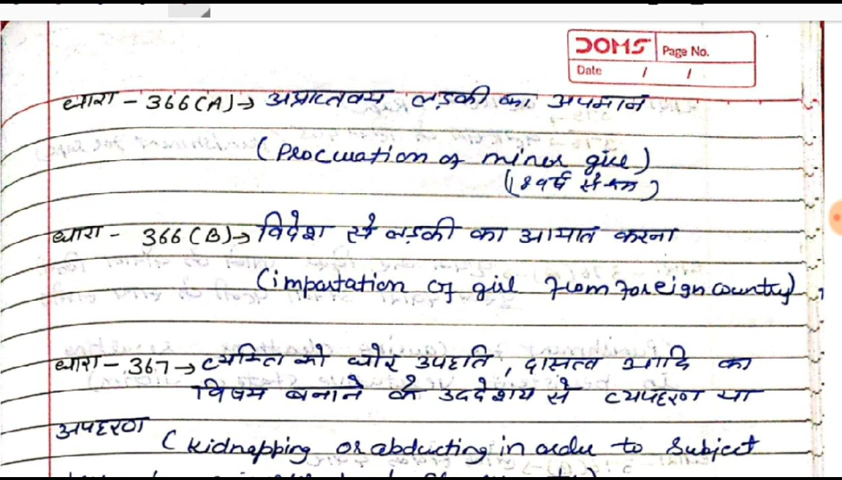 DOMS Page No.
Date / /
धारा - 366(A)→ अप्राप्तवय लड़की का अपमान
(Procuration of minor girl)
(18 वर्ष से कम)
धारा - 366(B)→ विदेश से लड़की का आयात करना
(importation of girl from foreign country)
धारा - 367→ व्यक्ति को घोर उपहति, दासत्व आदि का
विषय बनाने के उद्देश्य से व्यपहरण या
अपहरण
(kidnapping or abducting in order to subject